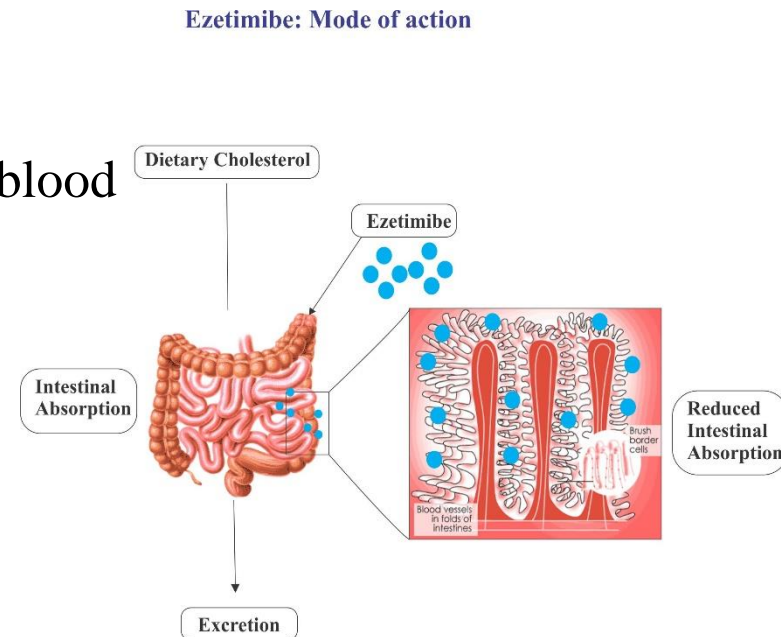 Ezetimibe: Mode of action
blood
Dietary Cholesterol
Ezetimibe
Intestinal
Absorption
Reduced
Intestinal
Absorption
Brush
border
cells
Blood vessels
in folds of
intestines
Excretion